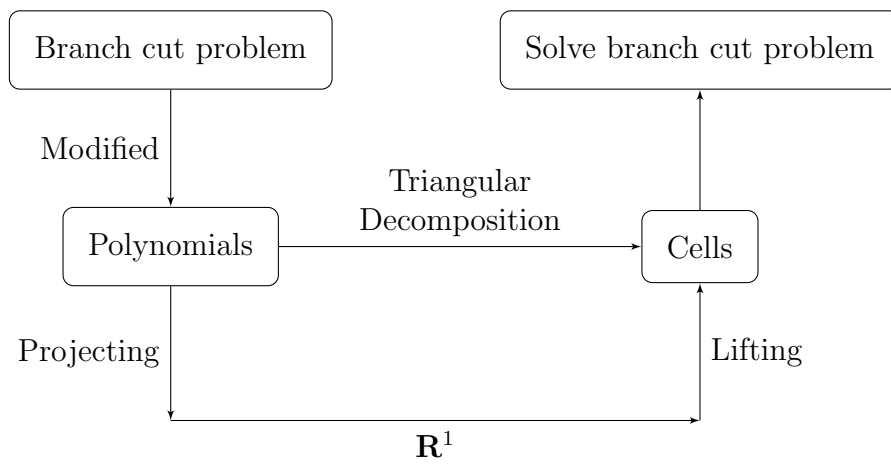 Branch cut problem
Solve branch cut problem
Modified
Triangular
Decomposition
Polynomials
Cells
Projecting
Lifting
R¹